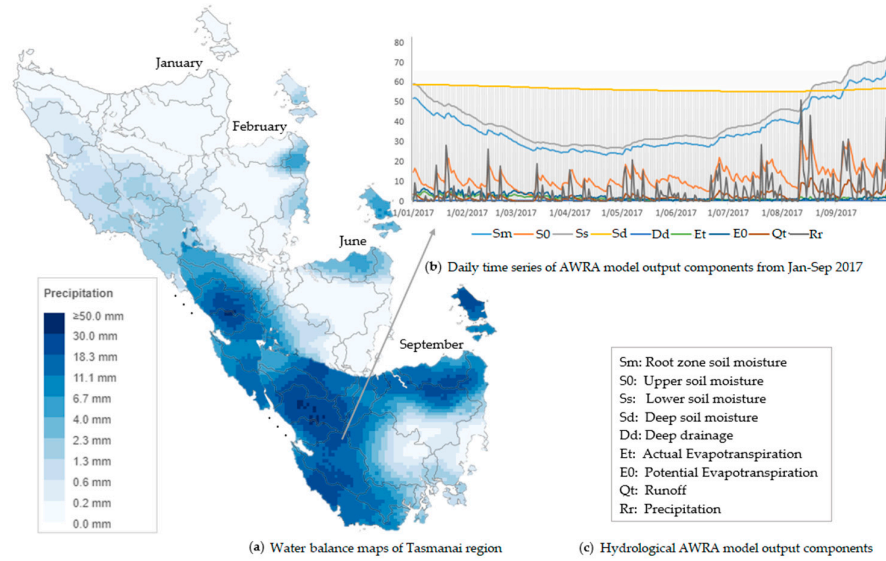 January
February
June
September
Precipitation
≥50.0 mm
30.0 mm
18.3 mm
11.1 mm
6.7 mm
4.0 mm
2.3 mm
1.3 mm
0.6 mm
0.2 mm
0.0 mm
(a) Water balance maps of Tasmanai region
80
70
60
50
40
30
20
10
0
1/01/2017 1/02/2017 1/03/2017 1/04/2017 1/05/2017 1/06/2017 1/07/2017 1/08/2017 1/09/2017
Sm S0 Ss Sd Dd Et E0 Qt Rr
(b) Daily time series of AWRA model output components from Jan-Sep 2017
Sm: Root zone soil moisture
S0: Upper soil moisture
Ss: Lower soil moisture
Sd: Deep soil moisture
Dd: Deep drainage
Et: Actual Evapotranspiration
E0: Potential Evapotranspiration
Qt: Runoff
Rr: Precipitation
(c) Hydrological AWRA model output components